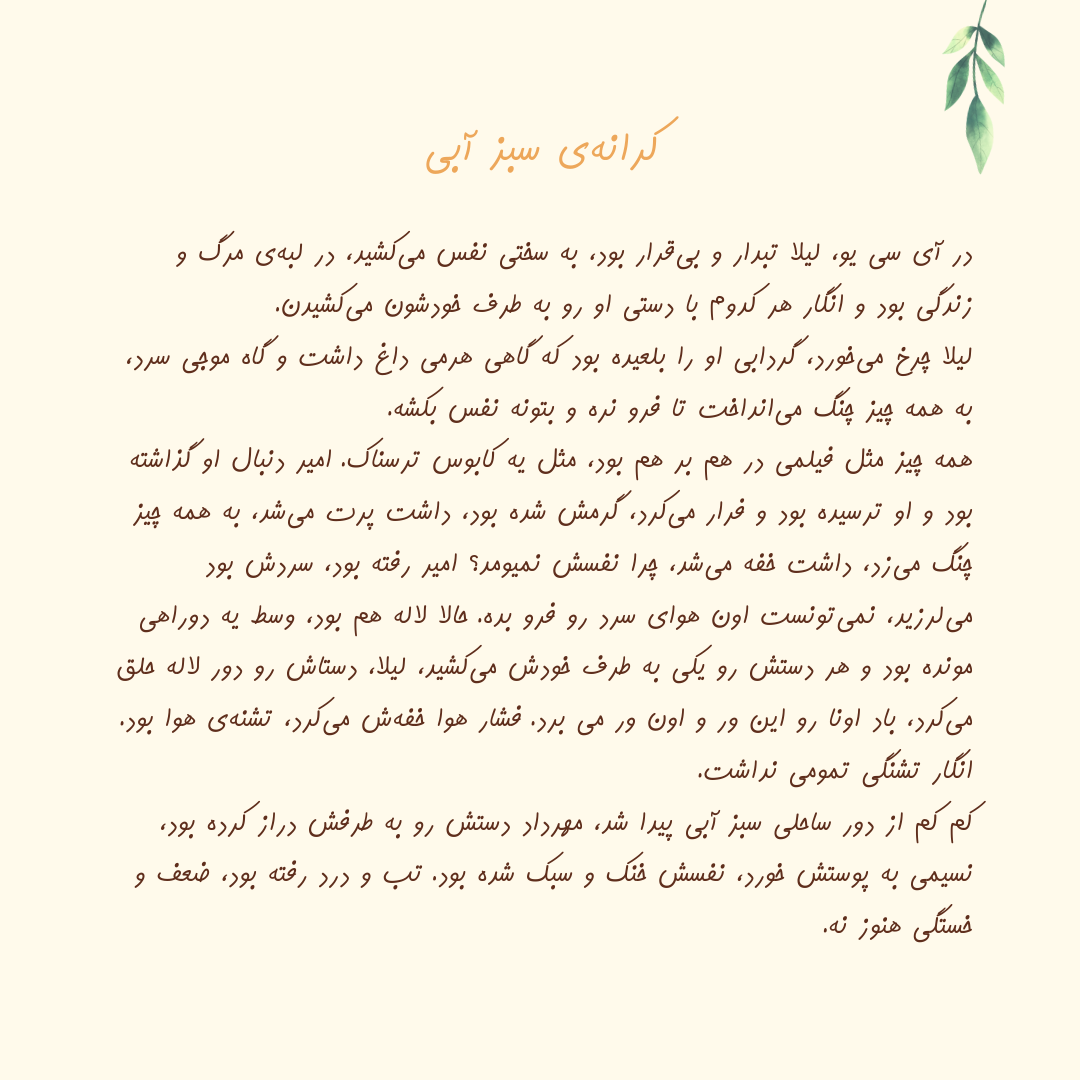 کرانه‌ی سبز آبی
در آی سی یو، لیلا تبدار و بی‌قرار بود، به سختی نفس می‌کشید، در لبه‌ی مرگ و
زندگی بود و انگار هر کدوم با دستی او رو به طرف خودشون می‌کشیدن.
لیلا چرخ می‌خورد، گردابی او را بلعیده بود که گاهی هرمی داغ داشت و گاه موجی سرد،
به همه چیز چنگ می‌انداخت تا فرو نره و بتونه نفس بکشه.
همه چیز مثل فیلمی در هم بر هم بود، مثل یه کابوس ترسناک. امیر دنبال او گذاشته
بود و او ترسیده بود و فرار می‌کرد، گرمش شده بود، داشت پرت می‌شد، به همه چیز
چنگ می‌زد، داشت خفه می‌شد، چرا نفسش نمیومد؟ امیر رفته بود، سردش بود
می‌لرزید، نمی‌تونست اون هوای سرد رو فرو بده. حالا لاله هم بود، وسط یه دوراهی
مونده بود و هر دستش رو یکی به طرف خودش می‌کشید، لیلا، دستاش رو دور لاله حلق
می‌کرد، باد اونا رو این ور و اون ور می برد. فشار هوا خفه‌ش می‌کرد، تشنه‌ی هوا بود.
انگار تشنگی تمومی نداشت.
کم کم از دور ساحلی سبز آبی پیدا شد، مهرداد دستش رو به طرفش دراز کرده بود،
نسیمی به پوستش خورد، نفسش خنک و سبک شده بود. تب و درد رفته بود، ضعف و
خستگی هنوز نه.